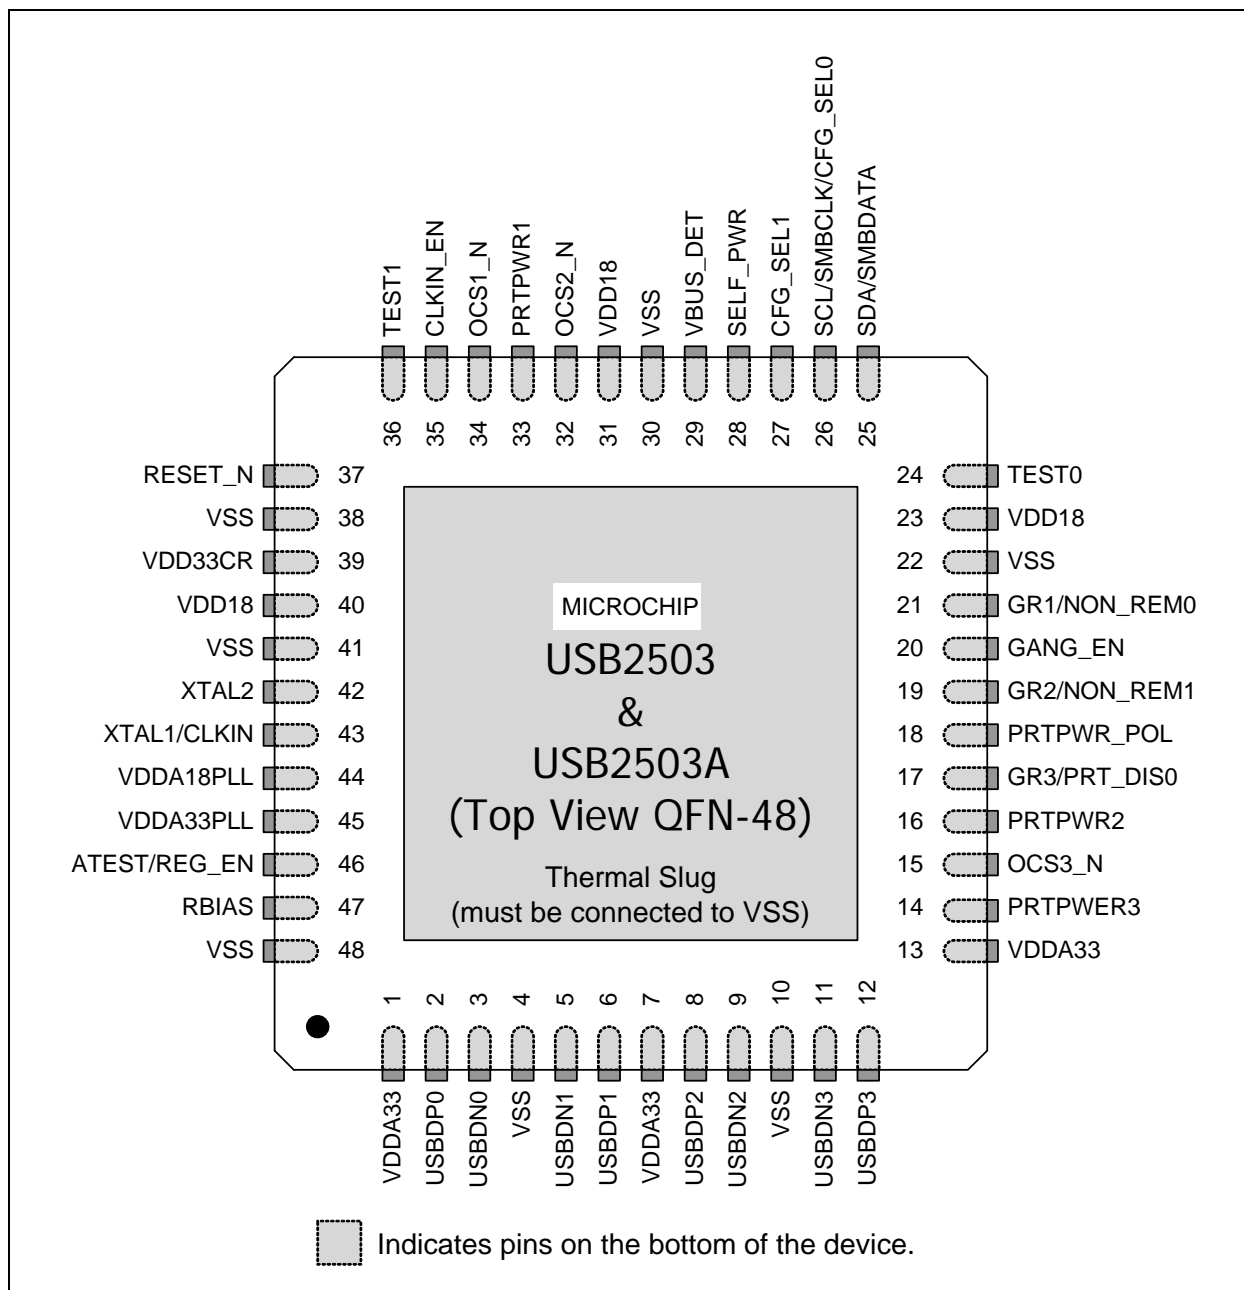 TEST1
CLKIN_EN
OCS1_N
PRTPWR1
OCS2_N
VDD18
VSS
VBUS_DET
SELF_PWR
CFG_SEL1
SCL/SMBCLK/CFG_SEL0
SDA/SMBDATA
36
35
34
33
32
31
30
29
28
27
26
25
RESET_N 37
VSS 38
VDD33CR 39
VDD18 40
VSS 41
XTAL2 42
XTAL1/CLKIN 43
VDDA18PLL 44
VDDA33PLL 45
ATEST/REG_EN 46
RBIAS 47
VSS 48
MICROCHIP
USB2503
&
USB2503A
(Top View QFN-48)
Thermal Slug
(must be connected to VSS)
24 TEST0
23 VDD18
22 VSS
21 GR1/NON_REM0
20 GANG_EN
19 GR2/NON_REM1
18 PRTPWR_POL
17 GR3/PRT_DIS0
16 PRTPWR2
15 OCS3_N
14 PRTPWER3
13 VDDA33
1
2
3
4
5
6
7
8
9
10
11
12
VDDA33
USBDP0
USBDN0
VSS
USBDN1
USBDP1
VDDA33
USBDP2
USBDN2
VSS
USBDN3
USBDP3
Indicates pins on the bottom of the device.